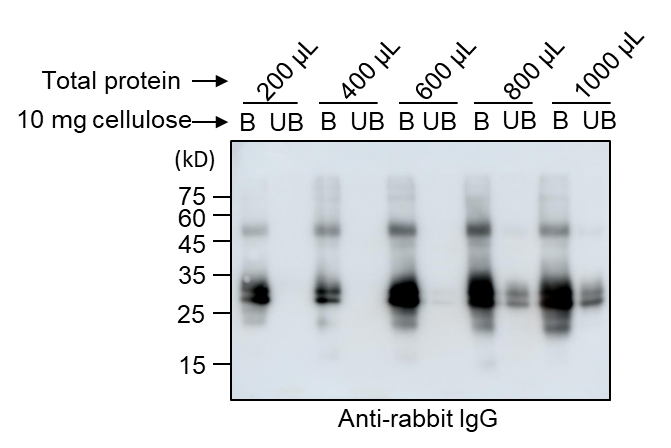 200 µL 400 µL 600 µL 800 µL 1000 µL
Total protein
10 mg cellulose B UB B UB B UB B UB B UB
(kD)
75
60
45
35
25
15
Anti-rabbit IgG